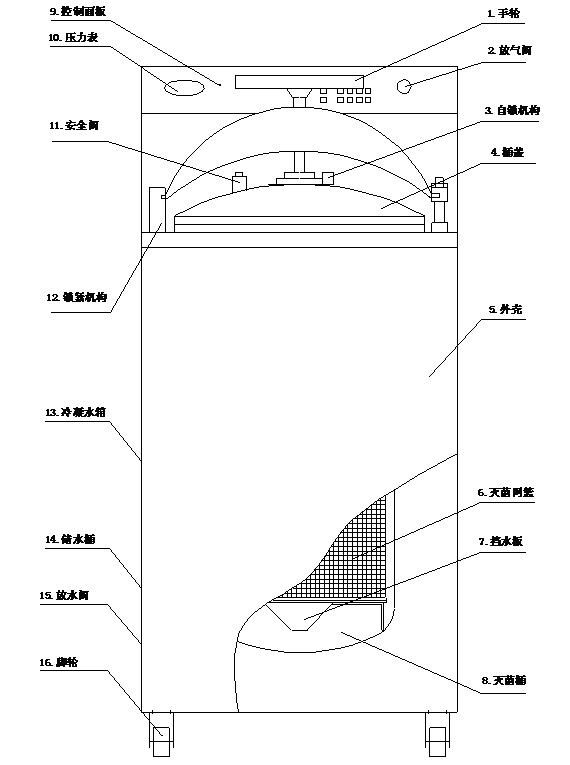 9.控制面板
1.手轮
10.压力表
2.放气阀
3.自锁机构
11.安全阀
4.桶盖
12.锁紧机构
5.外壳
13.冷凝水箱
6.灭菌网篮
7.挡水板
14.储水桶
15.放水阀
16.脚轮
8.灭菌桶